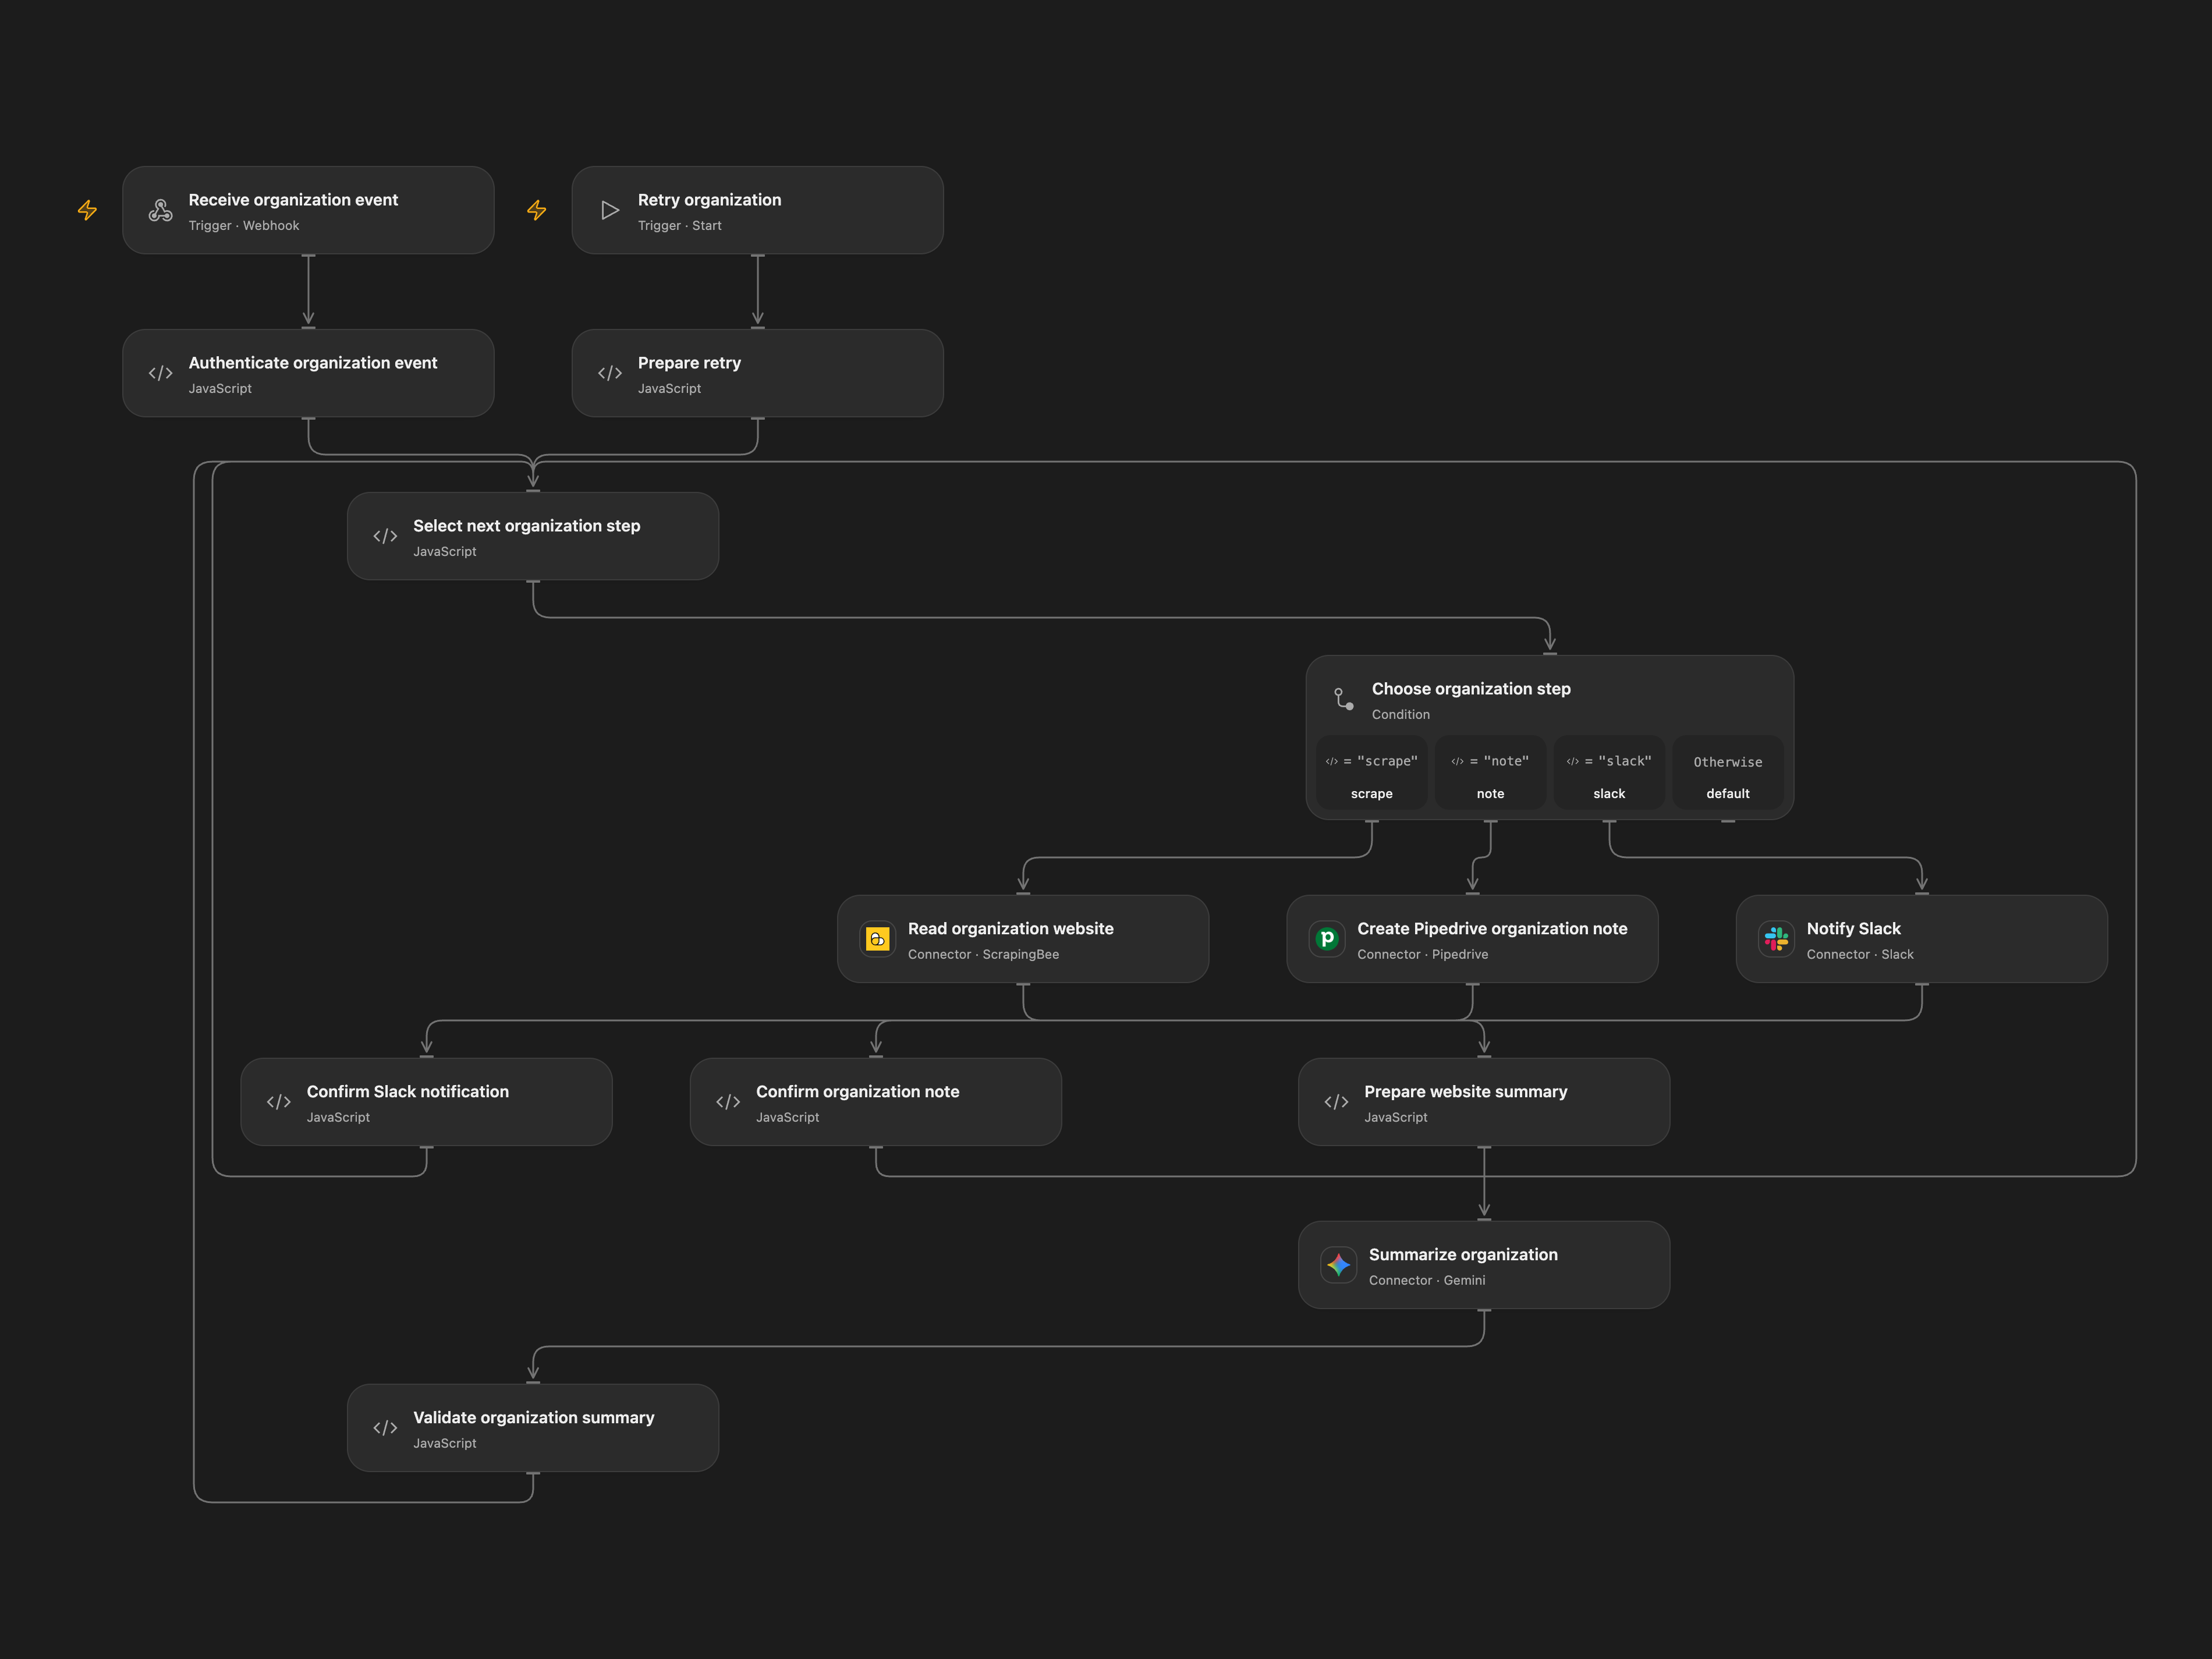 Receive organization event
Trigger · Webhook
Retry organization
Trigger · Start
Authenticate organization event
JavaScript
Prepare retry
JavaScript
Select next organization step
JavaScript
Choose organization step
Condition
</> = "scrape"
scrape
</> = "note"
note
</> = "slack"
slack
Otherwise
default
Read organization website
Connector · ScrapingBee
Create Pipedrive organization note
Connector · Pipedrive
Notify Slack
Connector · Slack
Confirm Slack notification
JavaScript
Confirm organization note
JavaScript
Prepare website summary
JavaScript
Summarize organization
Connector · Gemini
Validate organization summary
JavaScript